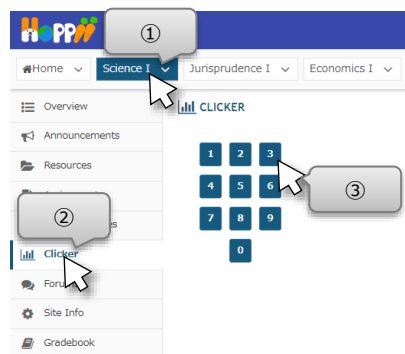 Hoppii
①
Home Science I Jurisprudence I Economics I
Overview
CLICKER
Announcements
1 2 3
Resources
4 5 6
③
②
7 8 9
Clicker
0
Site Info
Gradebook